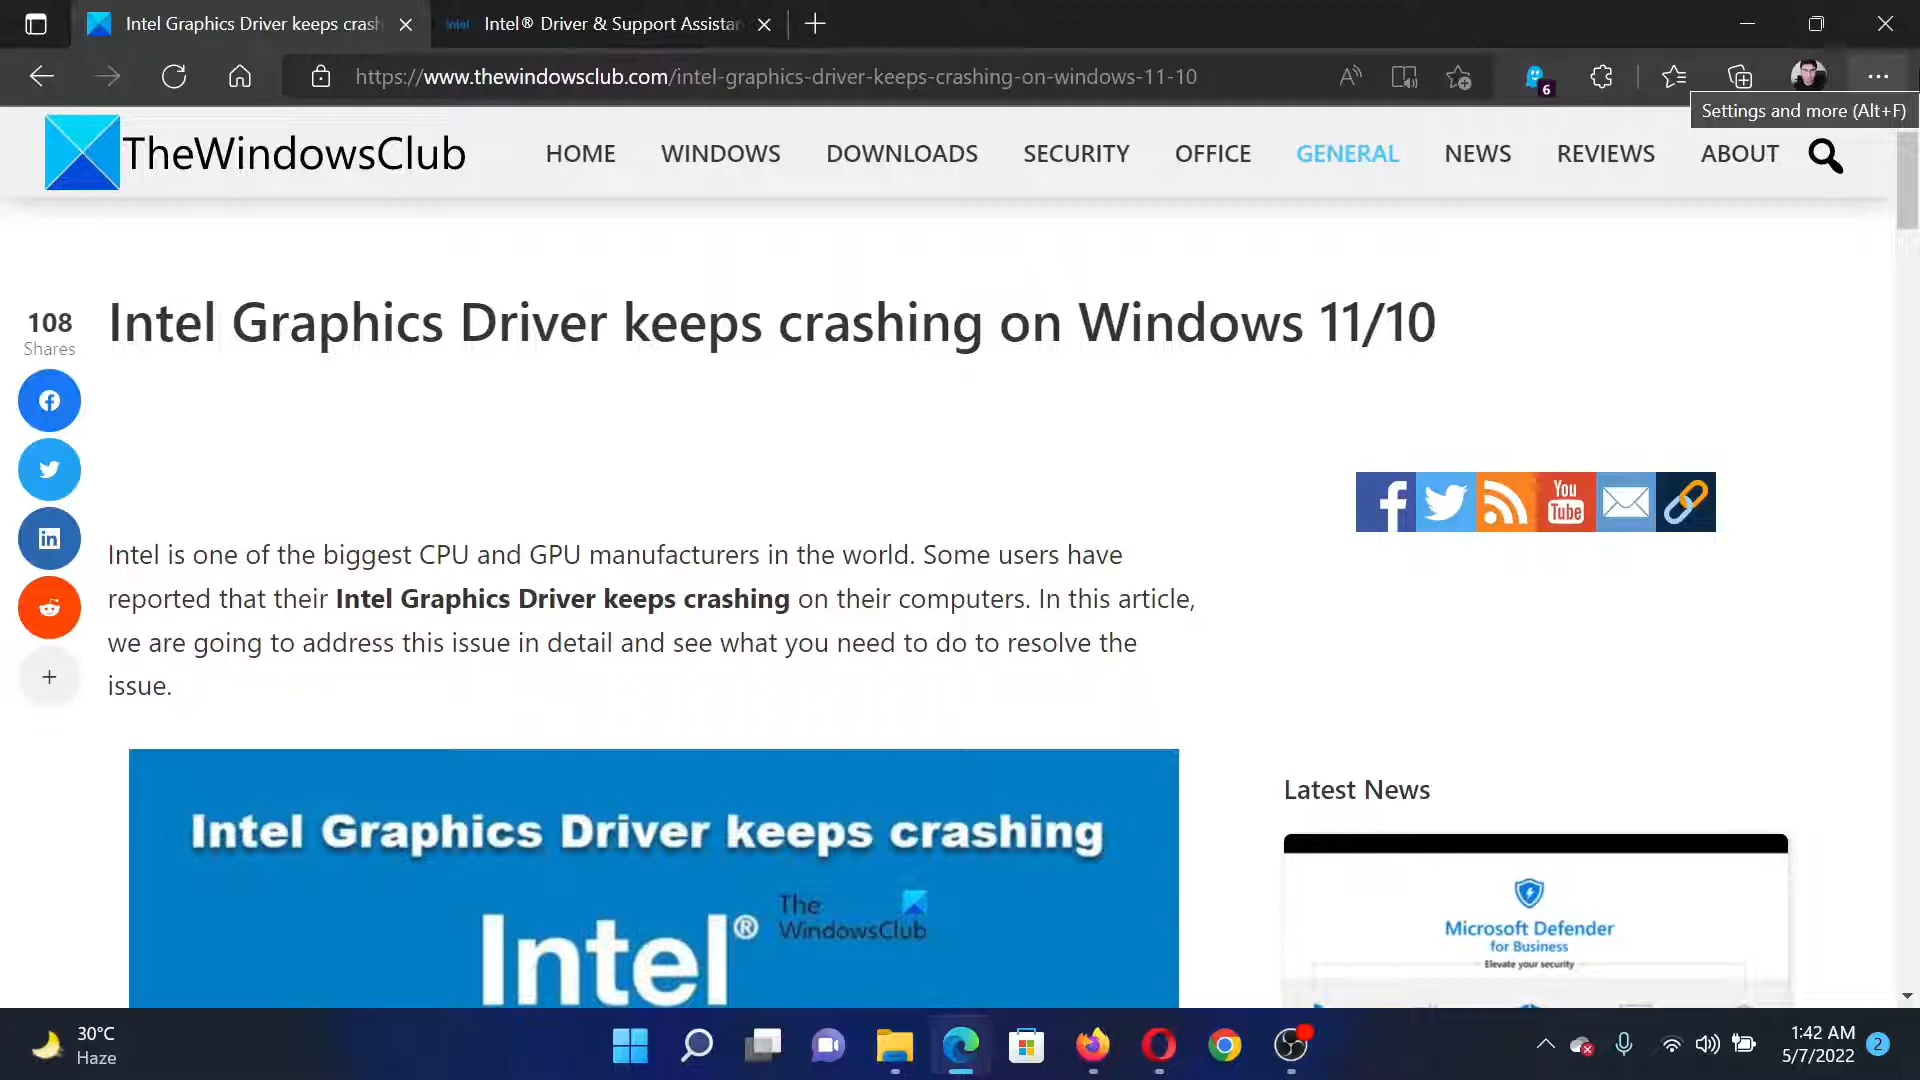 Intel Graphics Driver keeps crash
intel Intel® Driver & Support Assistan
https://www.thewindowsclub.com/intel-graphics-driver-keeps-crashing-on-windows-11-10
6
Settings and more (Alt+F)
TheWindowsClub
HOME WINDOWS DOWNLOADS SECURITY OFFICE GENERAL NEWS REVIEWS ABOUT
Intel Graphics Driver keeps crashing on Windows 11/10
108
Shares
You
Tube
Intel is one of the biggest CPU and GPU manufacturers in the world. Some users have
reported that their Intel Graphics Driver keeps crashing on their computers. In this article,
we are going to address this issue in detail and see what you need to do to resolve the
issue.
Intel Graphics Driver keeps crashing
The
WindowsClub
Intel®
Latest News
Microsoft Defender
for Business
Elevate your security
30°C
Haze
1:42 AM
5/7/2022
2